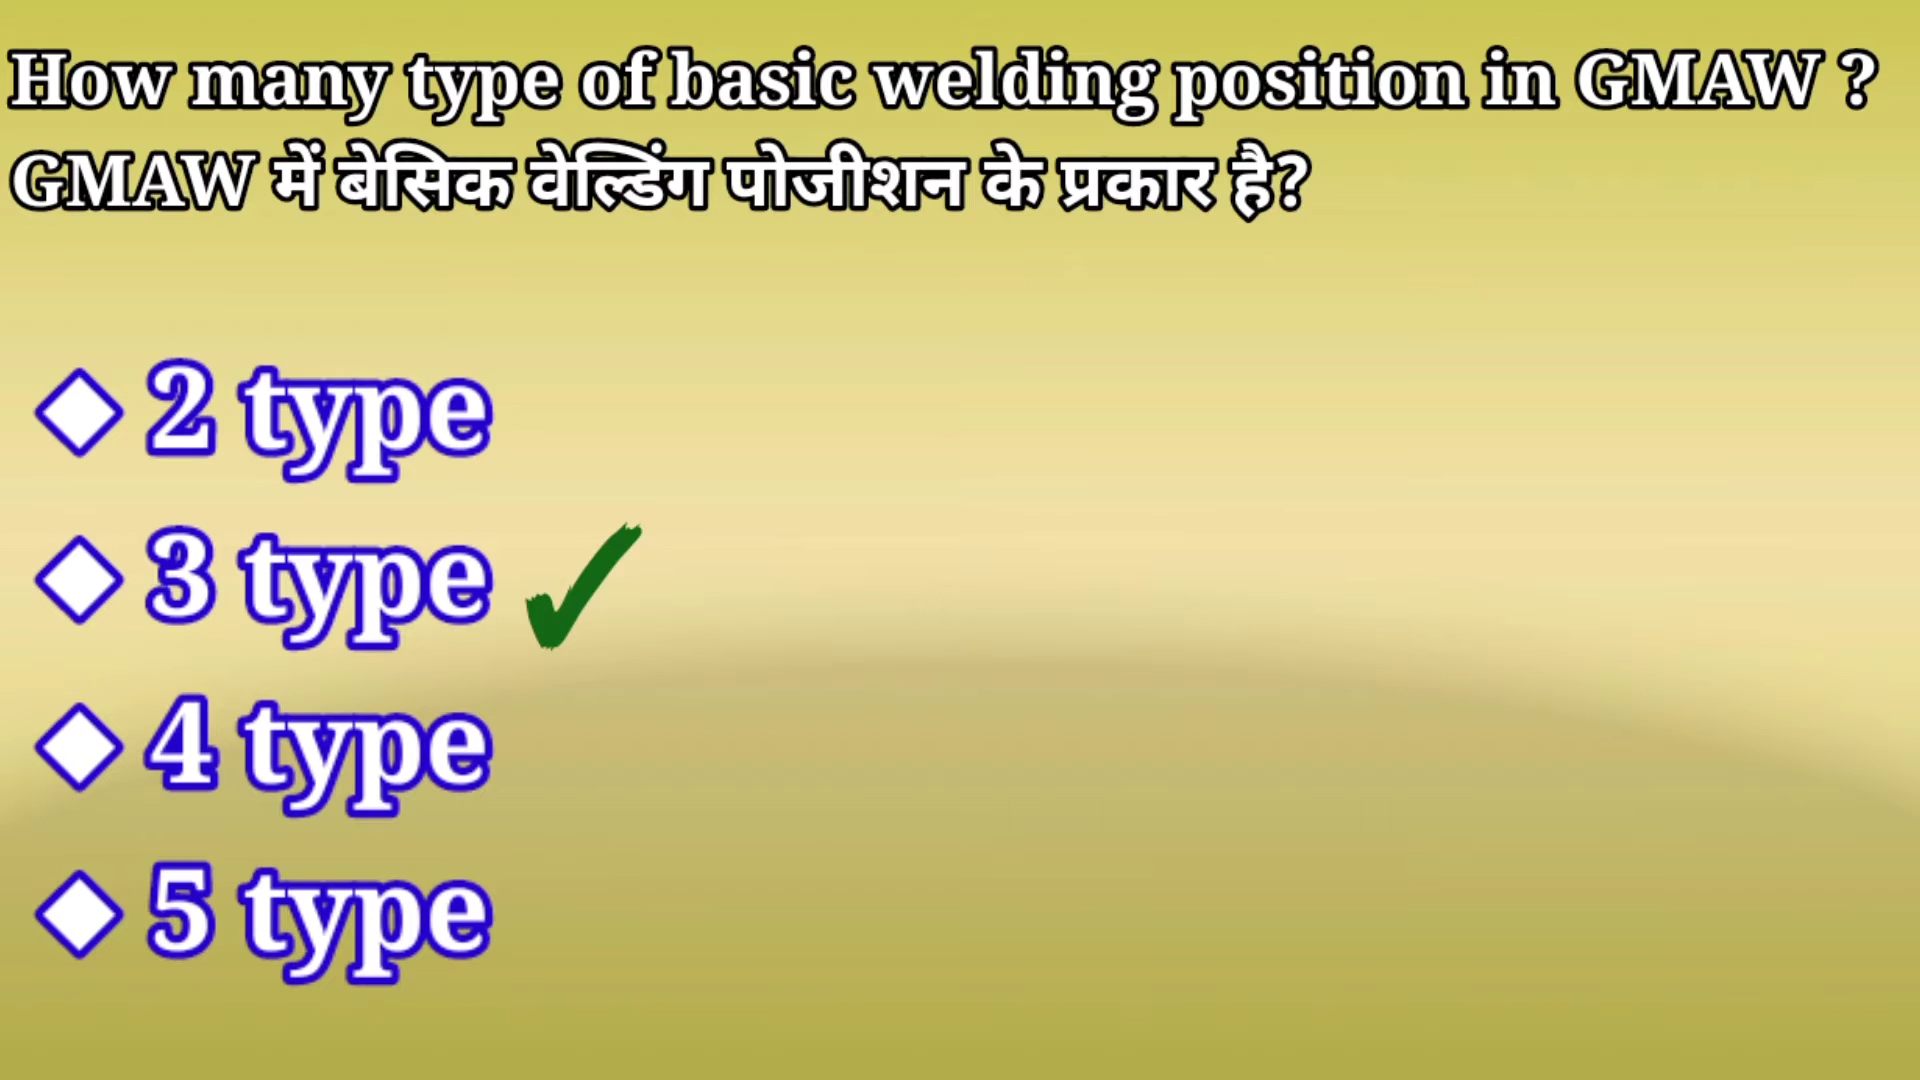 How many type of basic welding position in GMAW ?
GMAW में बेसिक वेल्डिंग पोजीशन के प्रकार है?
◆ 2 type
◆ 3 type ✓
◆ 4 type
◆ 5 type